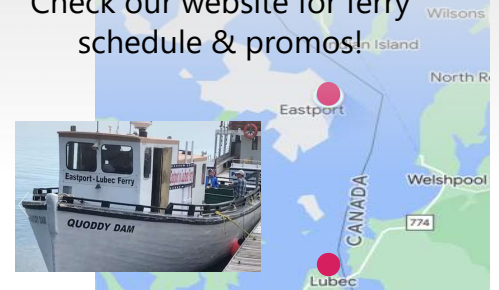 Check our website for ferry
schedule & promos!
Wilsons
Indian Island
North R
Eastport
Eastport-Lubec Ferry
QUODDY DAM
CANADA
Welshpool
774
Lubec